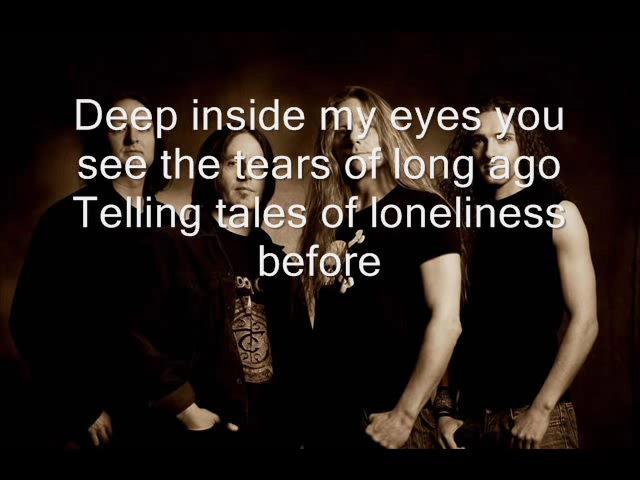 Deep inside my eyes you
see the tears of long ago
Telling tales of loneliness
before